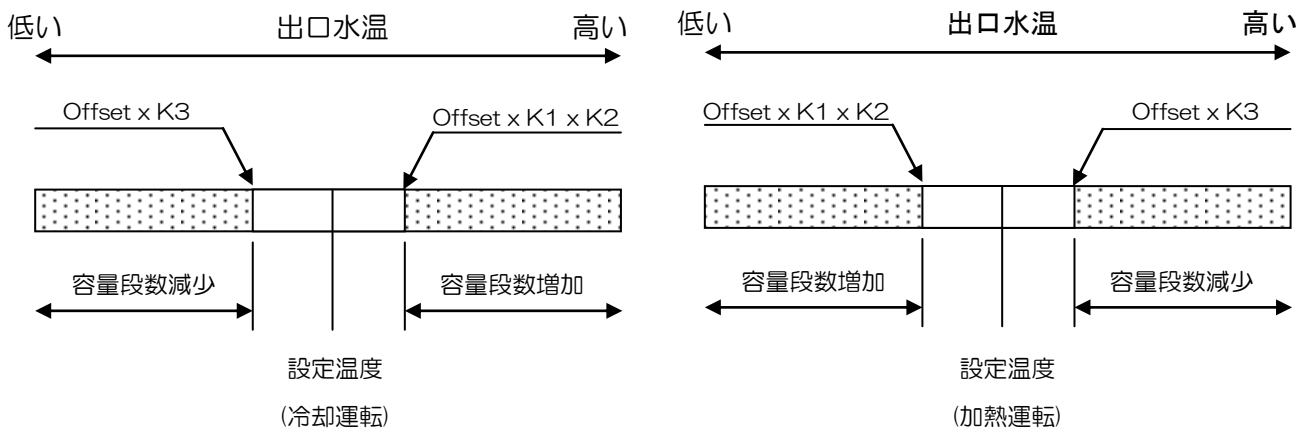 低い 出口水温 高い
Offset x K3
Offset x K1 x K2
容量段数減少
容量段数増加
設定温度
(冷却運転)
低い 出口水温 高い
Offset x K1 x K2
Offset x K3
容量段数増加
容量段数減少
設定温度
(加熱運転)